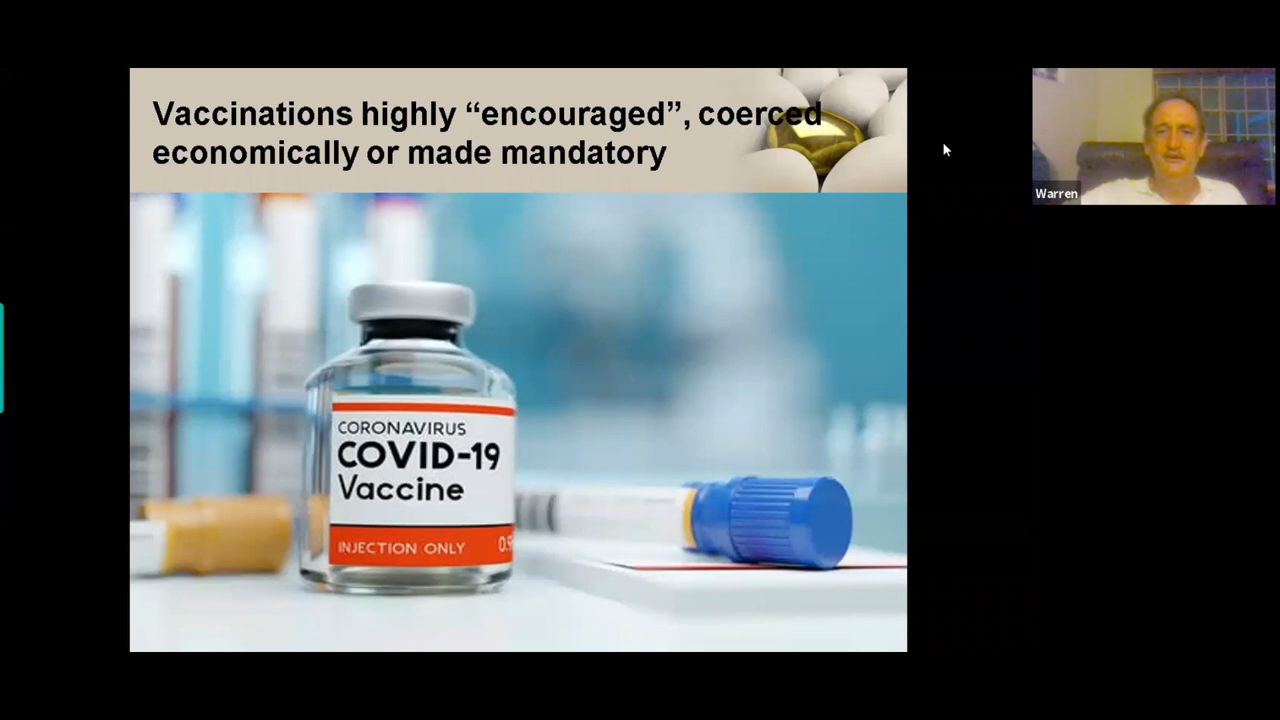 Vaccinations highly “encouraged”, coerced
economically or made mandatory
Warren
CORONAVIRUS
COVID-19
Vaccine
INJECTION ONLY